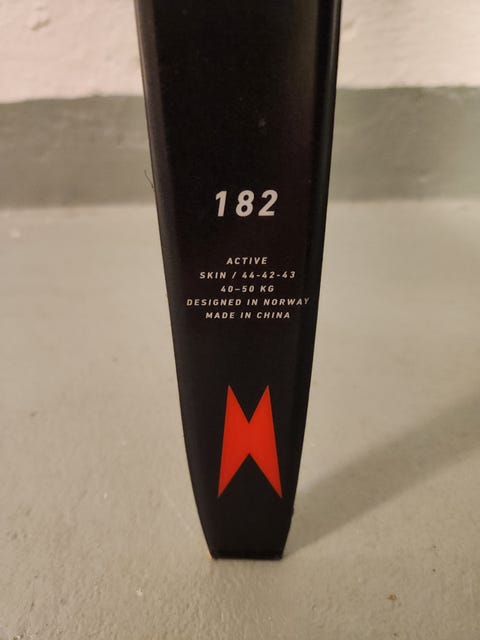 182
ACTIVE
SKIN / 44-42-43
40-50 KG
DESIGNED IN NORWAY
MADE IN CHINA